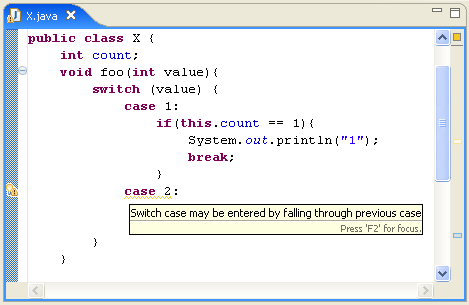 X.java
public class X {
int count;
void foo(int value){
switch (value) {
case 1:
if(this.count == 1){
System.out.println("1");
break;
}
case 2:
Switch case may be entered by falling through previous case
Press 'F2' for focus.
}
}